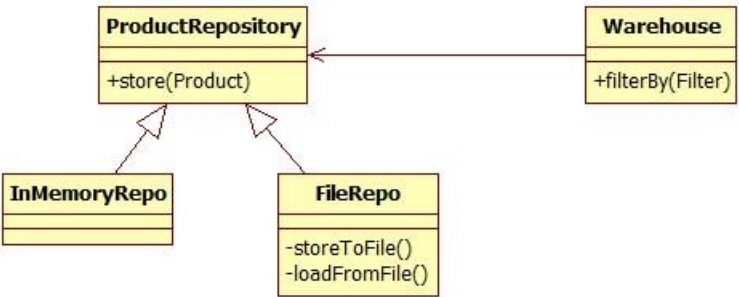 ProductRepository
+store(Product)
Warehouse
+filterBy(Filter)
InMemoryRepo
FileRepo
-storeToFile()
-loadFromFile()